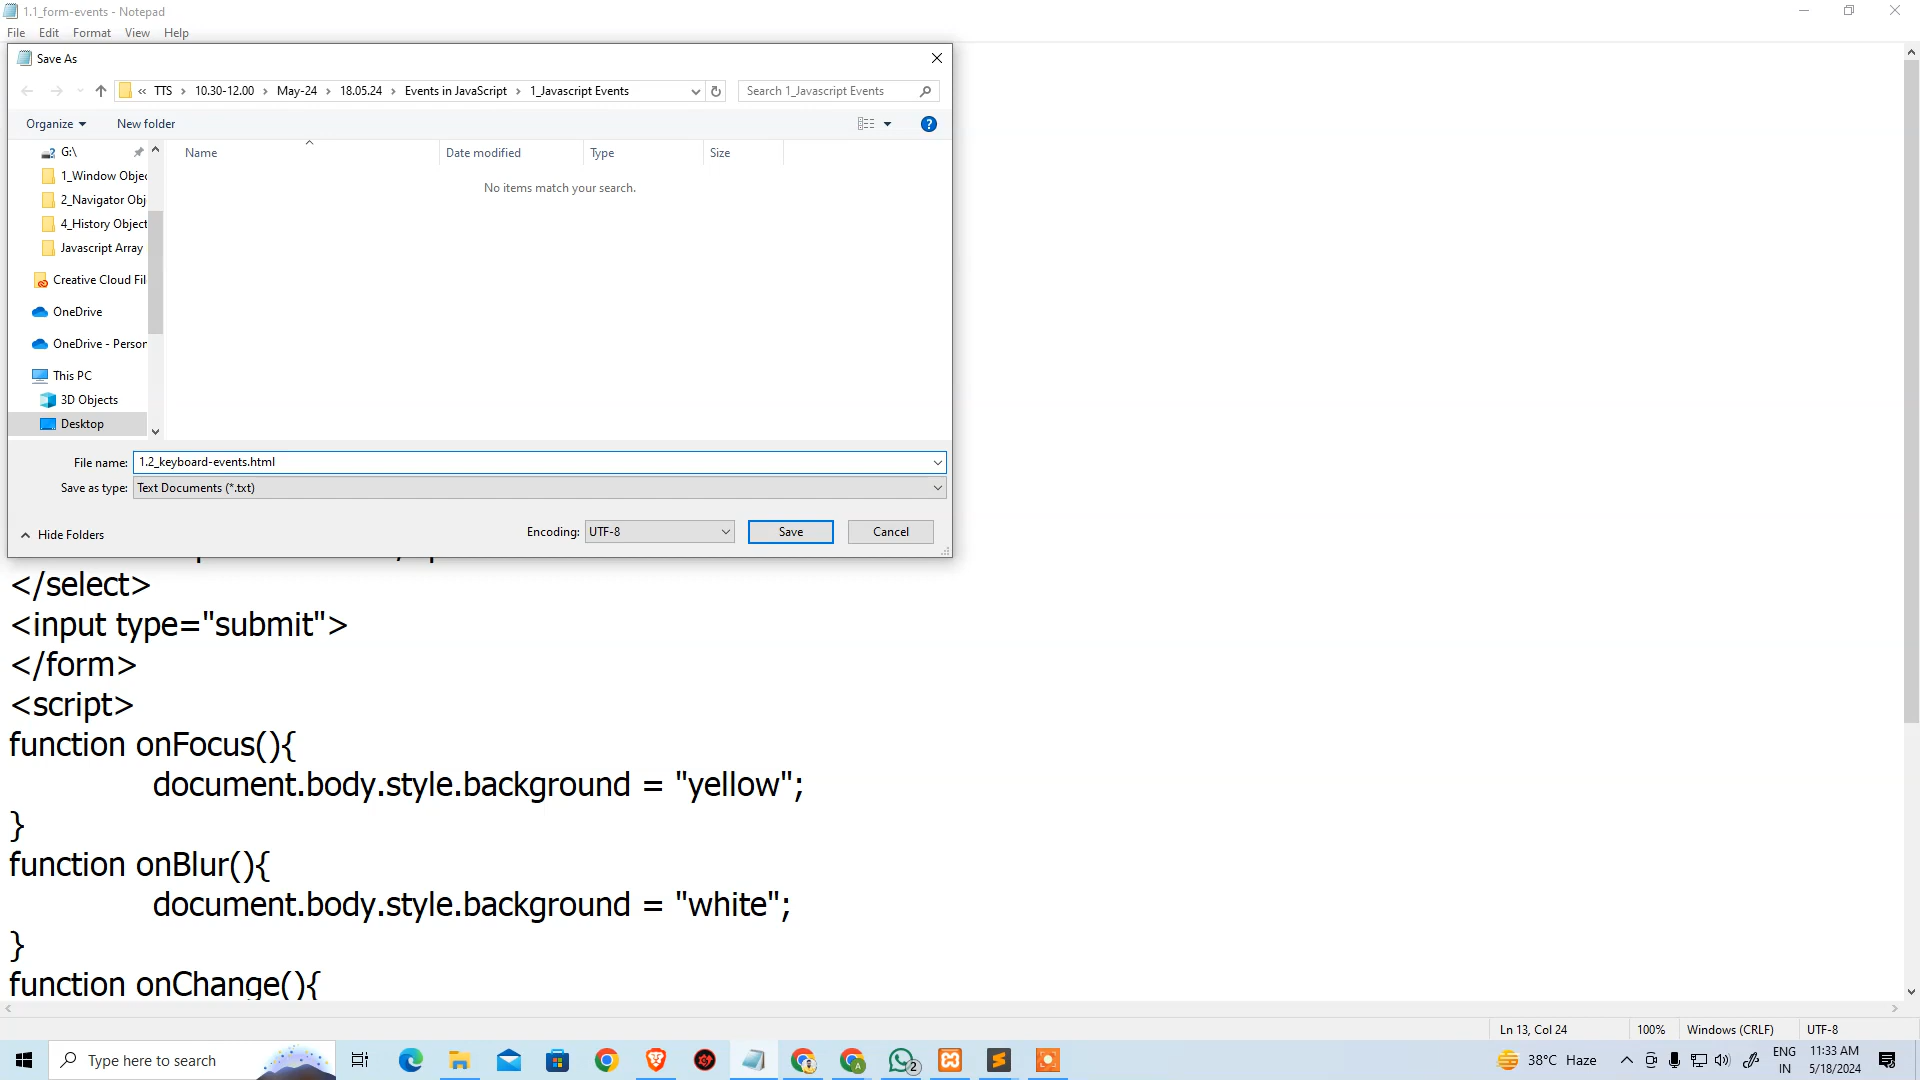 1.1_form-events - Notepad
File Edit Format View Help
Save As
« TTS › 10.30-12.00 › May-24 › 18.05.24 › Events in JavaScript › 1_Javascript Events
Search 1_Javascript Events
Organize New folder
Name Date modified Type Size
No items match your search.
G:\
1_Window Objec
2_Navigator Obj
4_History Object
Javascript Array
Creative Cloud Fil
OneDrive
OneDrive - Person
This PC
3D Objects
Desktop
File name: 1.2_keyboard-events.html
Save as type: Text Documents (*.txt)
Hide Folders
Encoding: UTF-8 Save Cancel
</select>
<input type="submit">
</form>
<script>
function onFocus(){
document.body.style.background = "yellow";
}
function onBlur(){
document.body.style.background = "white";
}
function onChange(){
Ln 13, Col 24 100% Windows (CRLF) UTF-8
Type here to search
2
38°C Haze
ENG
IN
11:33 AM
5/18/2024